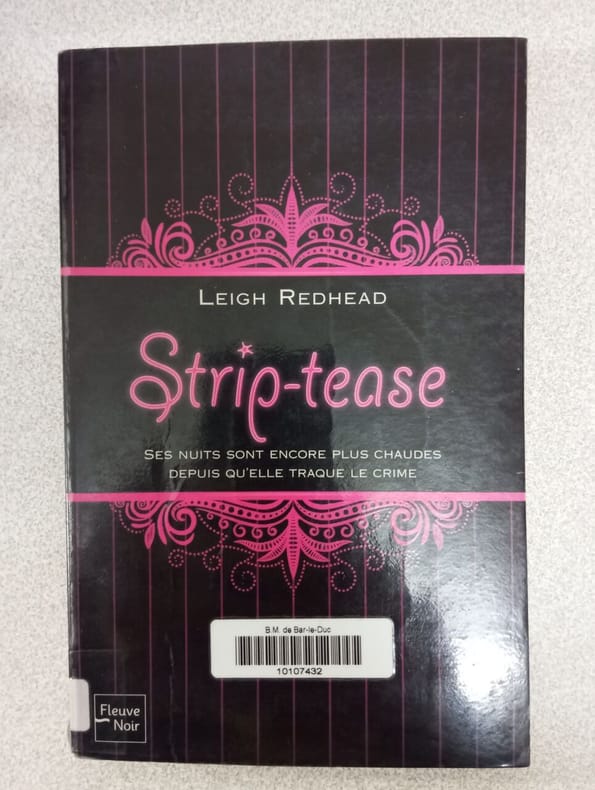 LEIGH REDHEAD
Strip-tease
SES NUITS SONT ENCORE PLUS CHAUDES
DEPUIS QU'ELLE TRAQUE LE CRIME
B.M. de Bar-le-Duc
10107432
Fleuve
Noir